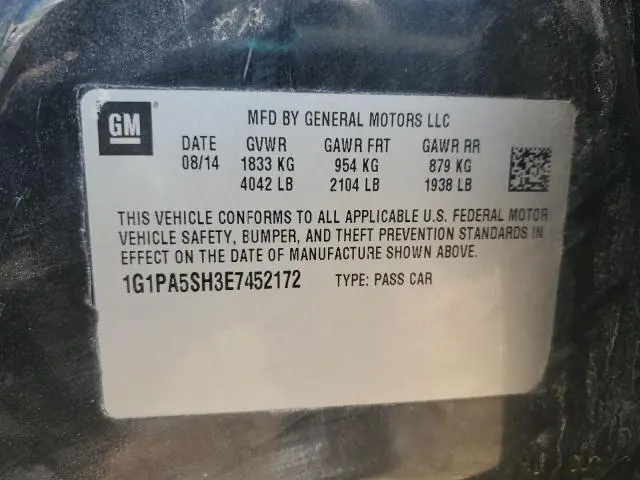 GM
MFD BY GENERAL MOTORS LLC
DATE GVWR GAWR FRT GAWR RR
08/14 1833 KG 954 KG 879 KG
4042 LB 2104 LB 1938 LB
THIS VEHICLE CONFORMS TO ALL APPLICABLE U.S. FEDERAL MOTOR
VEHICLE SAFETY, BUMPER, AND THEFT PREVENTION STANDARDS IN
EFFECT ON THE DATE OF MANUFACTURE SHOWN ABOVE.
1G1PA5SH3E7452172 TYPE: PASS CAR